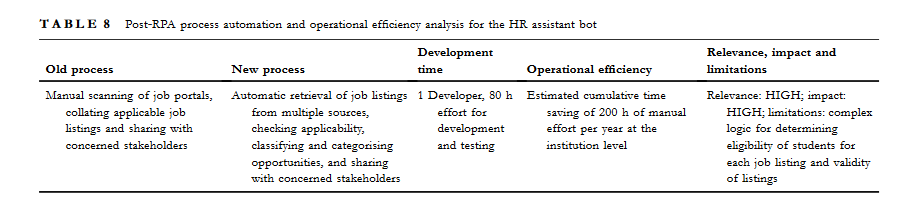 TABLE 8 Post-RPA process automation and operational efficiency analysis for the HR assistant bot
Old process
New process
Development
time
Operational efficiency
Relevance, impact and
limitations
Manual scanning of job portals,
collating applicable job
listings and sharing with
concerned stakeholders
Automatic retrieval of job listings
from multiple sources,
checking applicability,
classifying and categorising
opportunities, and sharing
with concerned stakeholders
1 Developer, 80 h
effort for
development
and testing
Estimated cumulative time
saving of 200 h of manual
effort per year at the
institution level
Relevance: HIGH; impact:
HIGH; limitations: complex
logic for determining
eligibility of students for
each job listing and validity
of listings